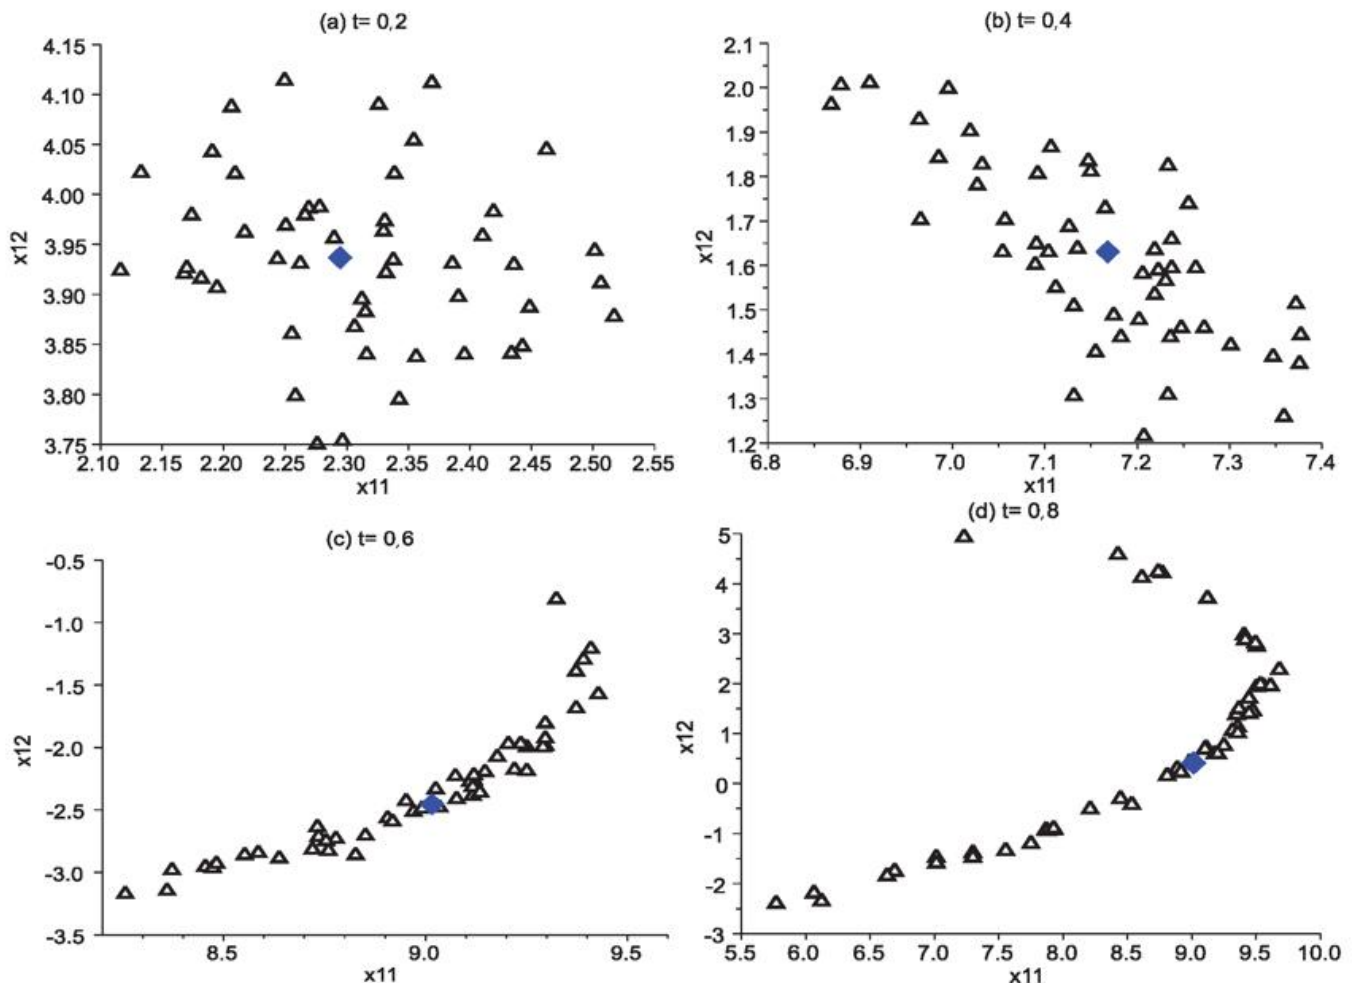 (a) t= 0,2
4.15
4.10
4.05
4.00
3.95
3.90
3.85
3.80
3.75
x12
2.10 2.15 2.20 2.25 2.30 2.35 2.40 2.45 2.50 2.55
x11
(b) t= 0,4
2.1
2.0
1.9
1.8
1.7
1.6
1.5
1.4
1.3
1.2
x12
6.8 6.9 7.0 7.1 7.2 7.3 7.4
x11
(c) t= 0,6
-0.5
-1.0
-1.5
-2.0
-2.5
-3.0
-3.5
x12
8.5 9.0 9.5
x11
(d) t= 0,8
5
4
3
2
1
0
-1
-2
-3
x12
5.5 6.0 6.5 7.0 7.5 8.0 8.5 9.0 9.5 10.0
x11